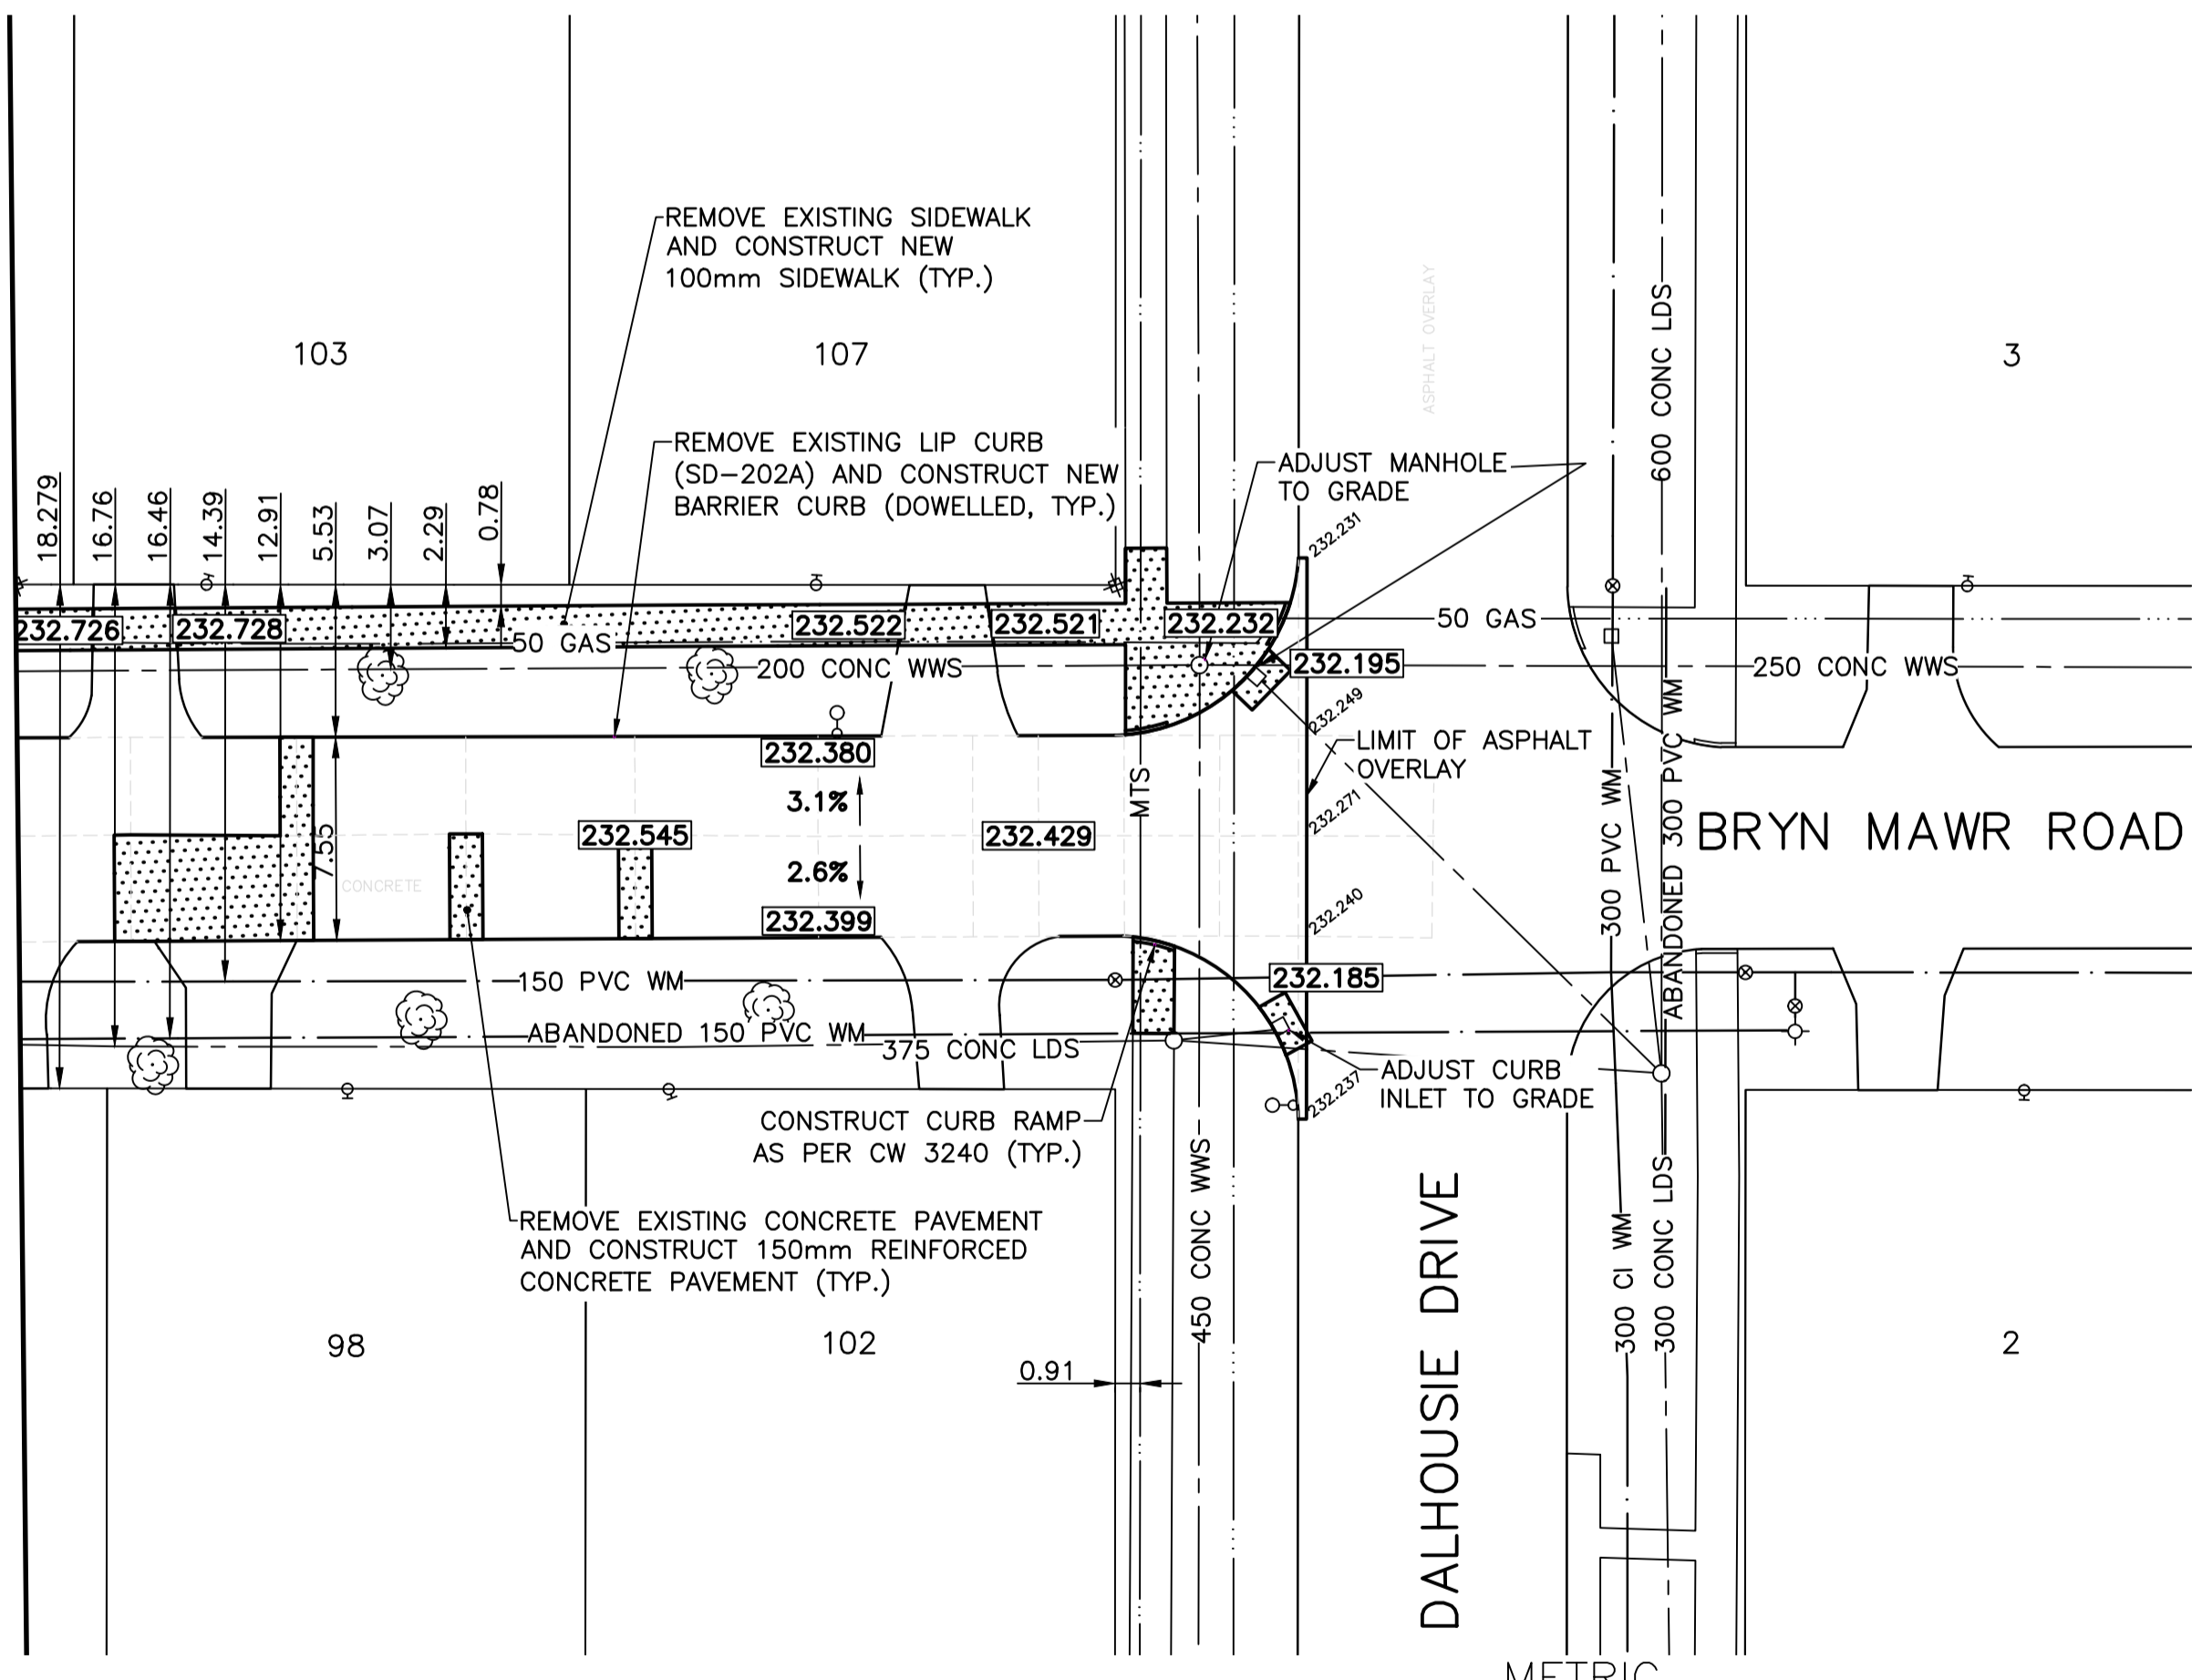 REMOVE EXISTING SIDEWALK
AND CONSTRUCT NEW
100mm SIDEWALK (TYP.)
103
107
3
ASPHALT OVERLAY
600 CONC LDS
REMOVE EXISTING LIP CURB
(SD-202A) AND CONSTRUCT NEW
BARRIER CURB (DOWELLED, TYP.)
ADJUST MANHOLE
TO GRADE
18.279
16.76
16.46
14.39
12.91
5.53
3.07
2.29
0.78
232.231
232.726
232.728
232.522
232.521
232.232
50 GAS
50 GAS
200 CONC WWS
232.195
250 CONC WWS
232.249
232.380
LIMIT OF ASPHALT
OVERLAY
MTS
3.1%
232.271
232.545
232.429
BRYN MAWR ROAD
7.55
CONCRETE
2.6%
232.399
232.240
300 PVC WM
ABANDONED 300 PVC WM
150 PVC WM
232.185
ABANDONED 150 PVC WM
375 CONC LDS
ADJUST CURB
INLET TO GRADE
232.237
CONSTRUCT CURB RAMP
AS PER CW 3240 (TYP.)
REMOVE EXISTING CONCRETE PAVEMENT
AND CONSTRUCT 150mm REINFORCED
CONCRETE PAVEMENT (TYP.)
450 CONC WWS
DALHOUSIE DRIVE
300 CI WM
300 CONC LDS
98
102
2
0.91
METRIC